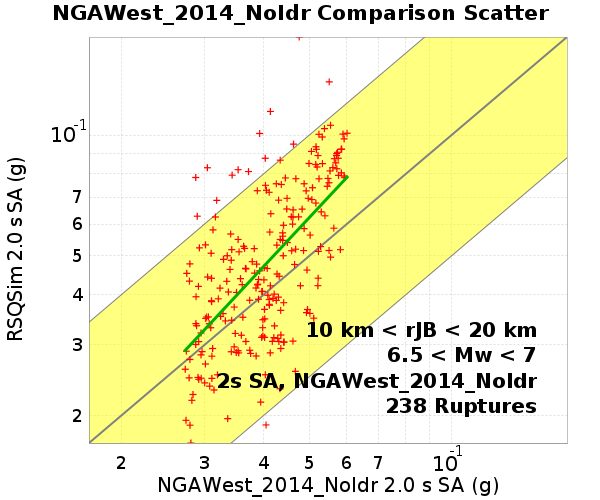 NGAWest_2014_NoIdr Comparison Scatter
RSQSim 2.0 s SA (g)
10-1
7
6
5
4
3
2
10 km < rJB < 20 km
6.5 < Mw < 7
2s SA, NGAWest_2014_NoIdr
238 Ruptures
2 3 4 5 6 7 10-1
NGAWest_2014_NoIdr 2.0 s SA (g)